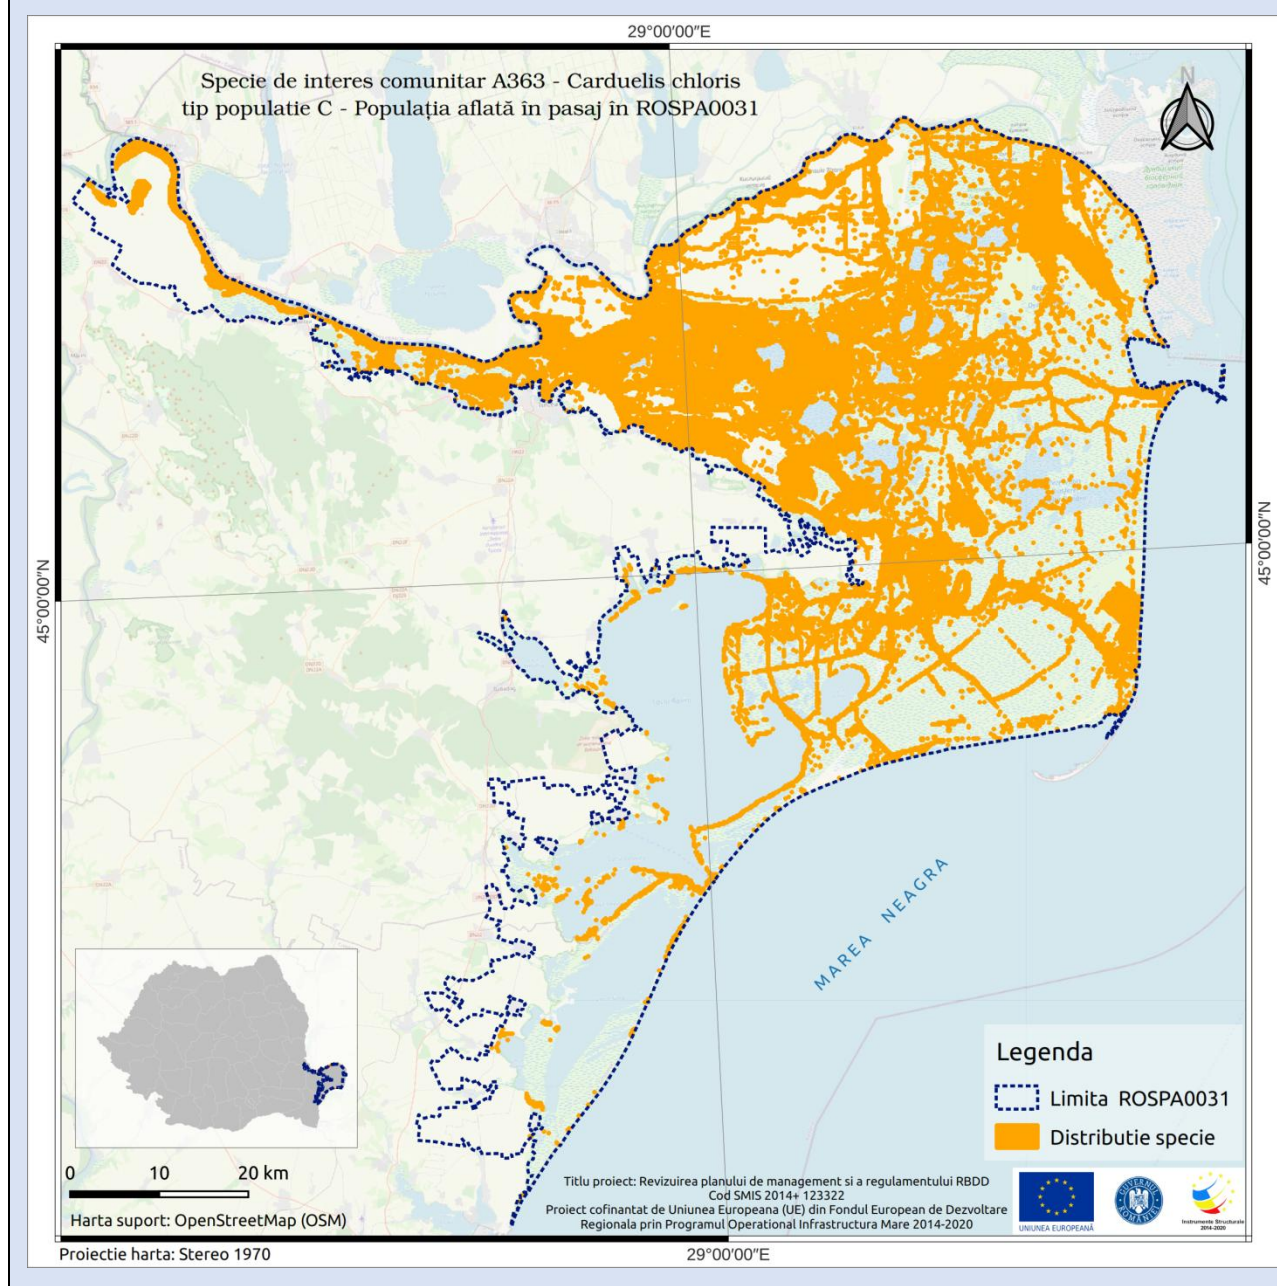 29°00′00″E
Specie de interes comunitar A363 - Carduelis chloris
tip populatie C - Populația aflată în pasaj în ROSPA0031
N
45°00′00″N
45°00′00″N
MAREA NEAGRA
Legenda
Limita ROSPA0031
Distributie specie
0 10 20 km
Harta suport: OpenStreetMap (OSM)
Titlu proiect: Revizuirea planului de management si a regulamentului RBDD
Cod SMIS 2014+ 123322
Proiect cofinantat de Uniunea Europeana (UE) din Fondul European de Dezvoltare
Regionala prin Programul Operational Infrastructura Mare 2014-2020
UNIUNEA EUROPEANĂ
GUVERNUL ROMÂNIEI
Instrumente Structurale
2014-2020
Proiectie harta: Stereo 1970
29°00′00″E